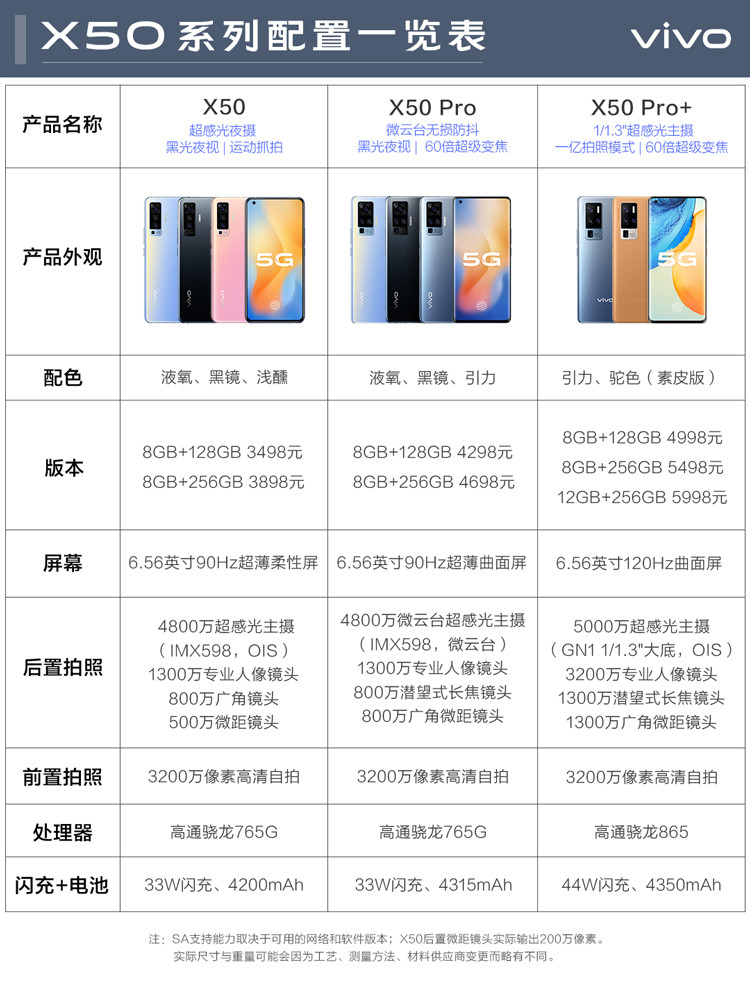 X50 系列配置一览表
vivo
产品名称
X50
超感光夜摄
黑光夜视 | 运动抓拍
X50 Pro
微云台无损防抖
黑光夜视 | 60倍超级变焦
X50 Pro+
1/1.3"超感光主摄
一亿拍照模式 | 60倍超级变焦
产品外观
vivo
vivo
vivo
5G
vivo
vivo
vivo
5G
vivo
vivo
5G
配色
液氧、黑镜、浅醺
液氧、黑镜、引力
引力、驼色（素皮版）
版本
8GB+128GB 3498元
8GB+256GB 3898元
8GB+128GB 4298元
8GB+256GB 4698元
8GB+128GB 4998元
8GB+256GB 5498元
12GB+256GB 5998元
屏幕
6.56英寸90Hz超薄柔性屏
6.56英寸90Hz超薄曲面屏
6.56英寸120Hz曲面屏
后置拍照
4800万超感光主摄
（IMX598，OIS）
1300万专业人像镜头
800万广角镜头
500万微距镜头
4800万微云台超感光主摄
（IMX598，微云台）
1300万专业人像镜头
800万潜望式长焦镜头
800万广角微距镜头
5000万超感光主摄
（GN1 1/1.3"大底，OIS）
3200万专业人像镜头
1300万潜望式长焦镜头
1300万广角微距镜头
前置拍照
3200万像素高清自拍
3200万像素高清自拍
3200万像素高清自拍
处理器
高通骁龙765G
高通骁龙765G
高通骁龙865
闪充+电池
33W闪充、4200mAh
33W闪充、4315mAh
44W闪充、4350mAh
注：SA支持能力取决于可用的网络和软件版本；X50后置微距镜头实际输出200万像素。
实际尺寸与重量可能会因为工艺、测量方法、材料供应商变更而略有不同。